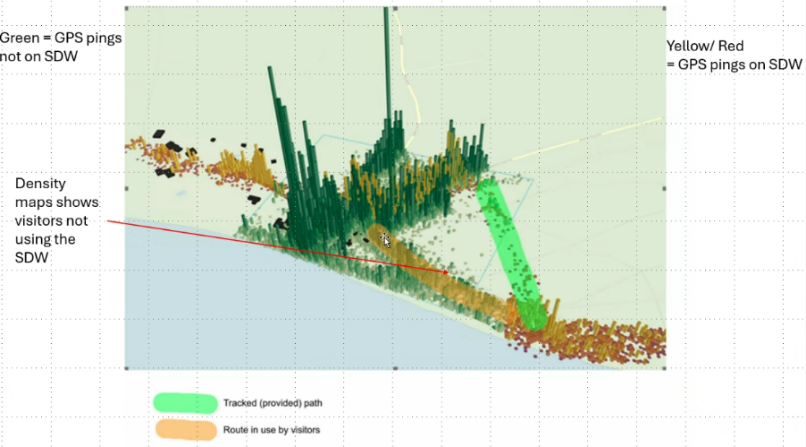 Green = GPS pings
not on SDW
Yellow/ Red
= GPS pings on SDW
Density
maps shows
visitors not
using the
SDW
Tracked (provided) path
Route in use by visitors